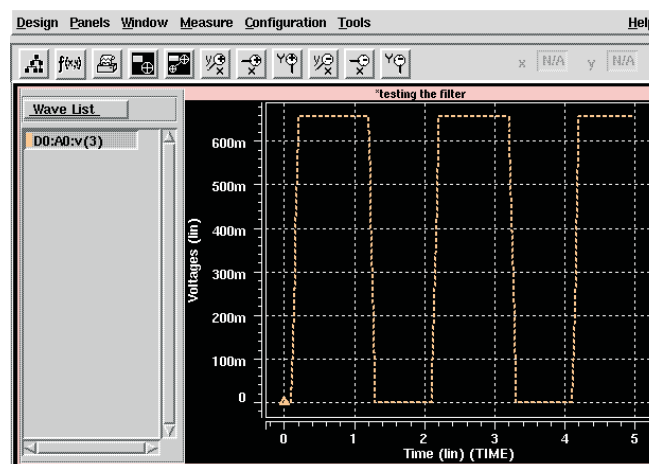 Design Panels Window Measure Configuration Tools Help
f(x) y x x Y y x x Y x N/A y N/A
*testing the filter
Wave List
D0:A0:v(3)
Voltages (lin)
600m
500m
400m
300m
200m
100m
0
0 1 2 3 4 5
Time (lin) (TIME)